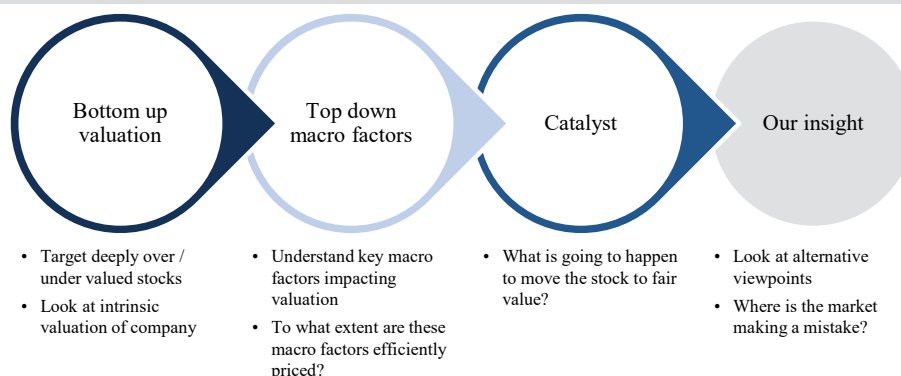 Bottom up
valuation
Top down
macro factors
Catalyst
Our insight
• Target deeply over /
under valued stocks
• Look at intrinsic
valuation of company
• Understand key macro
factors impacting
valuation
• To what extent are these
macro factors efficiently
priced?
• What is going to happen
to move the stock to fair
value?
• Look at alternative
viewpoints
• Where is the market
making a mistake?